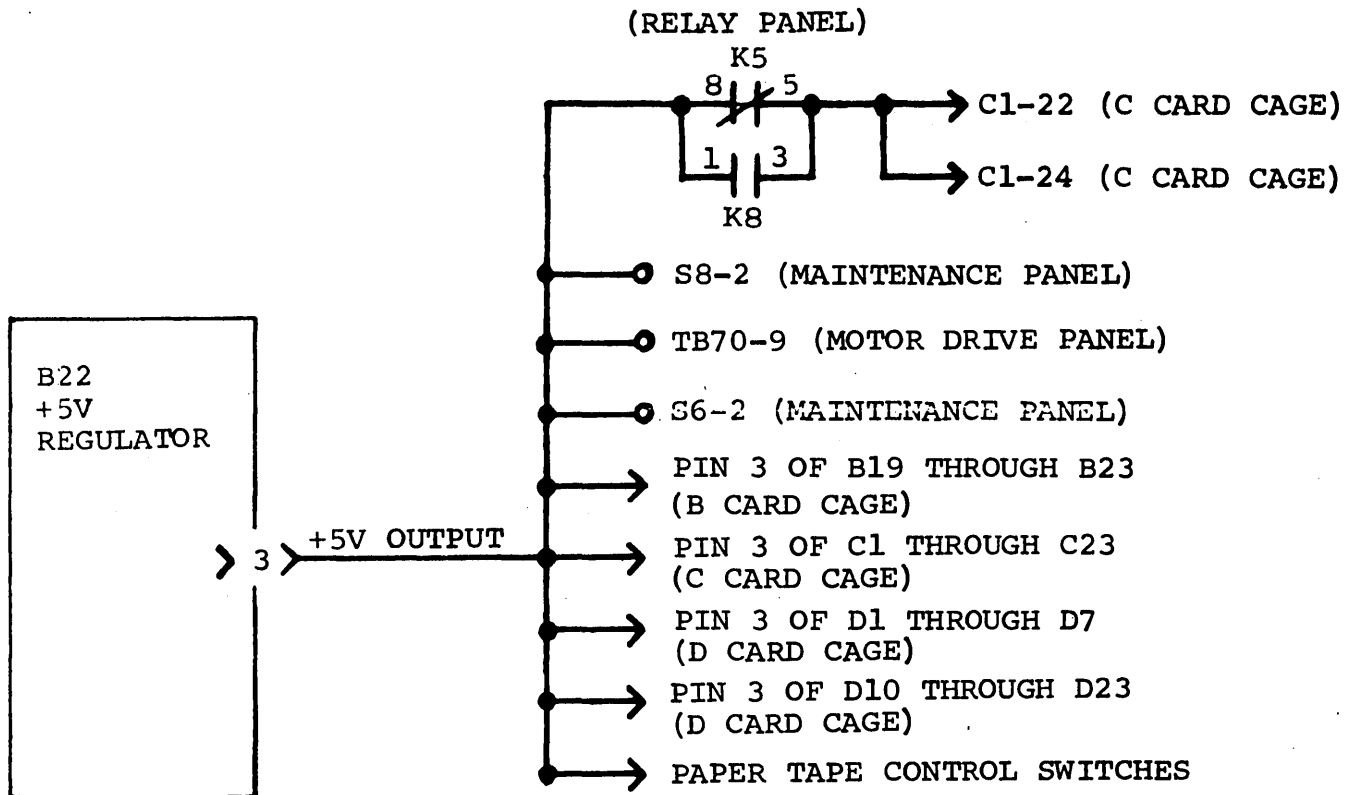 (RELAY PANEL)
K5
8 5
C1-22 (C CARD CAGE)
1 3
C1-24 (C CARD CAGE)
K8
S8-2 (MAINTENANCE PANEL)
TB70-9 (MOTOR DRIVE PANEL)
S6-2 (MAINTENANCE PANEL)
B22
+5V
REGULATOR
3
+5V OUTPUT
PIN 3 OF B19 THROUGH B23
(B CARD CAGE)
PIN 3 OF C1 THROUGH C23
(C CARD CAGE)
PIN 3 OF D1 THROUGH D7
(D CARD CAGE)
PIN 3 OF D10 THROUGH D23
(D CARD CAGE)
PAPER TAPE CONTROL SWITCHES